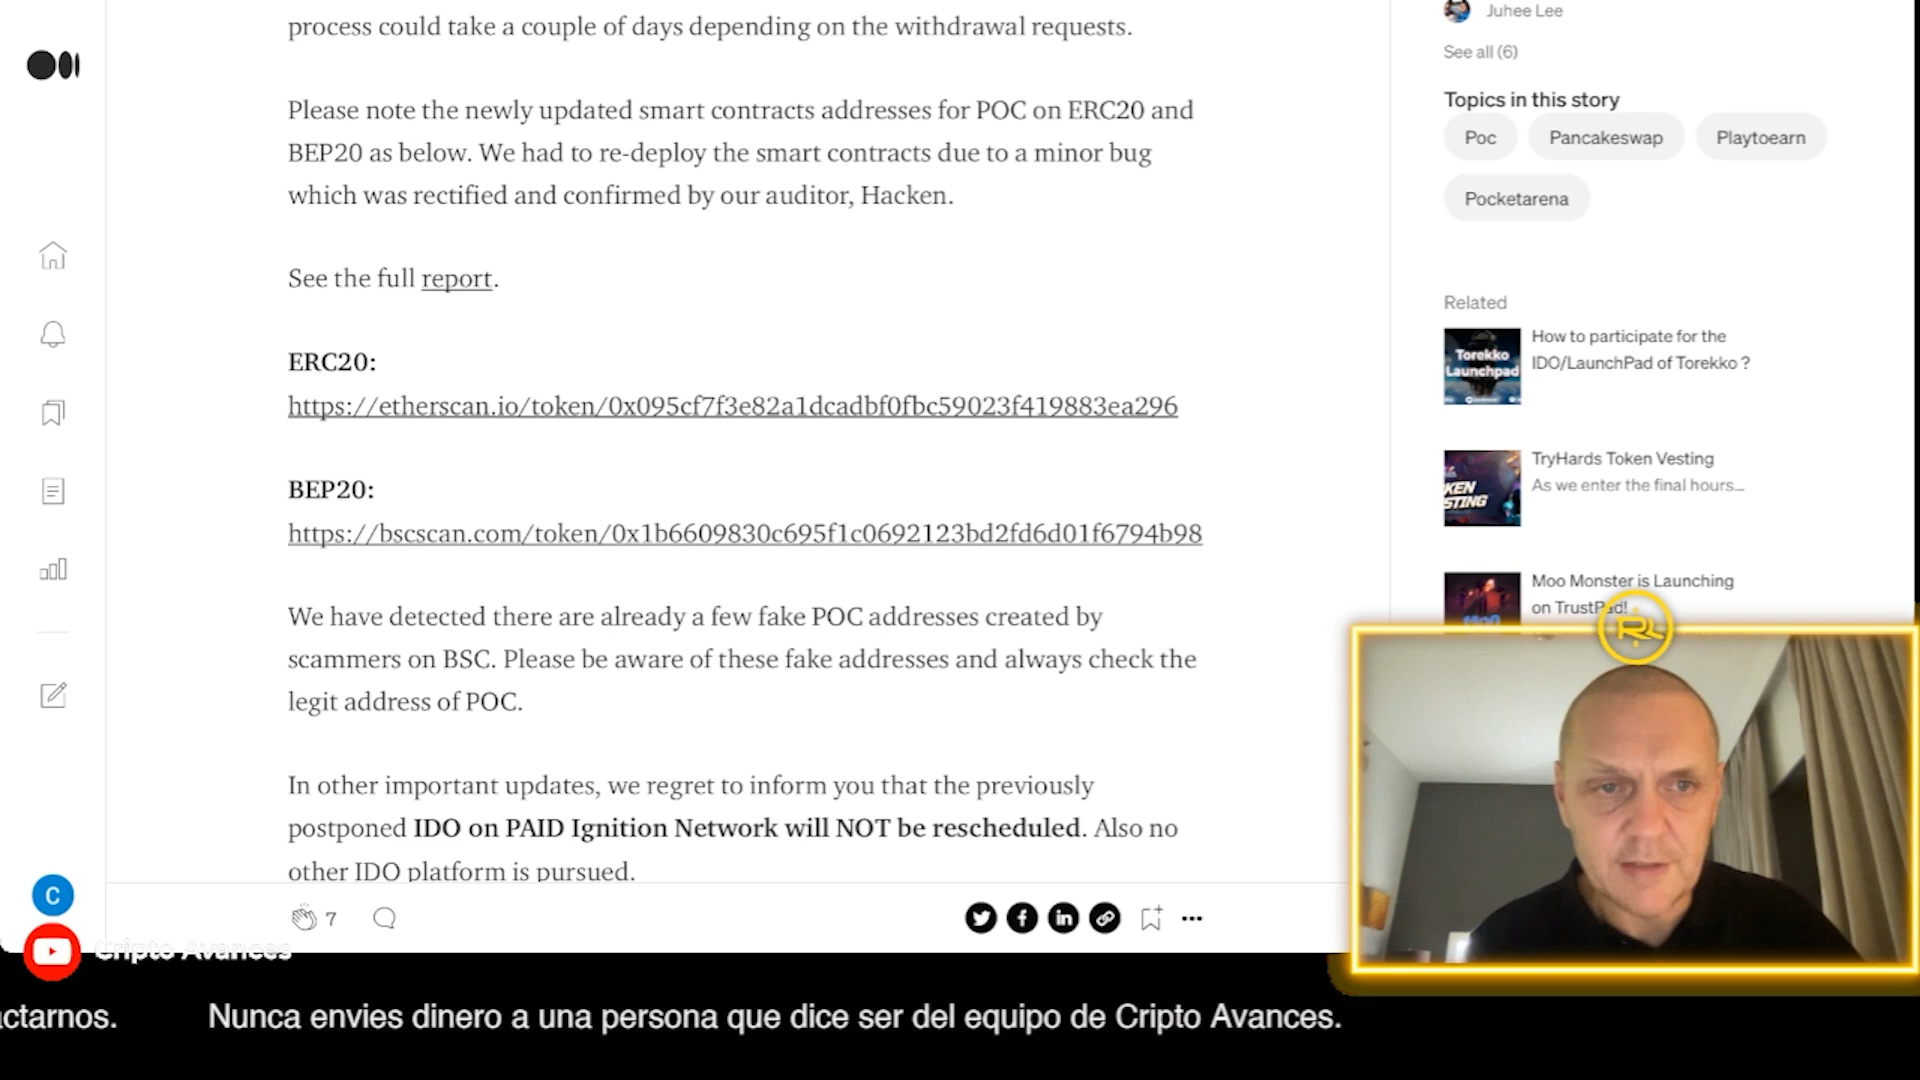 process could take a couple of days depending on the withdrawal requests.
Please note the newly updated smart contracts addresses for POC on ERC20 and
BEP20 as below. We had to re-deploy the smart contracts due to a minor bug
which was rectified and confirmed by our auditor, Hacken.
See the full report.
ERC20:
https://etherscan.io/token/0x095cf7f3e82a1dcadbf0fbc59023f419883ea296
BEP20:
https://bscscan.com/token/0x1b6609830c695f1c0692123bd2fd6d01f6794b98
We have detected there are already a few fake POC addresses created by
scammers on BSC. Please be aware of these fake addresses and always check the
legit address of POC.
In other important updates, we regret to inform you that the previously
postponed IDO on PAID Ignition Network will NOT be rescheduled. Also no
other IDO platform is pursued.
7
Juhee Lee
See all (6)
Topics in this story
Poc Pancakeswap Playtoearn
Pocketarena
Related
Torekko
Launchpad
How to participate for the
IDO/LaunchPad of Torekko ?
KEN
STING
TryHards Token Vesting
As we enter the final hours...
Moo Monster is Launching
on TrustPad!
C
Cripto Avances
ctarnos. Nunca envies dinero a una persona que dice ser del equipo de Cripto Avances.